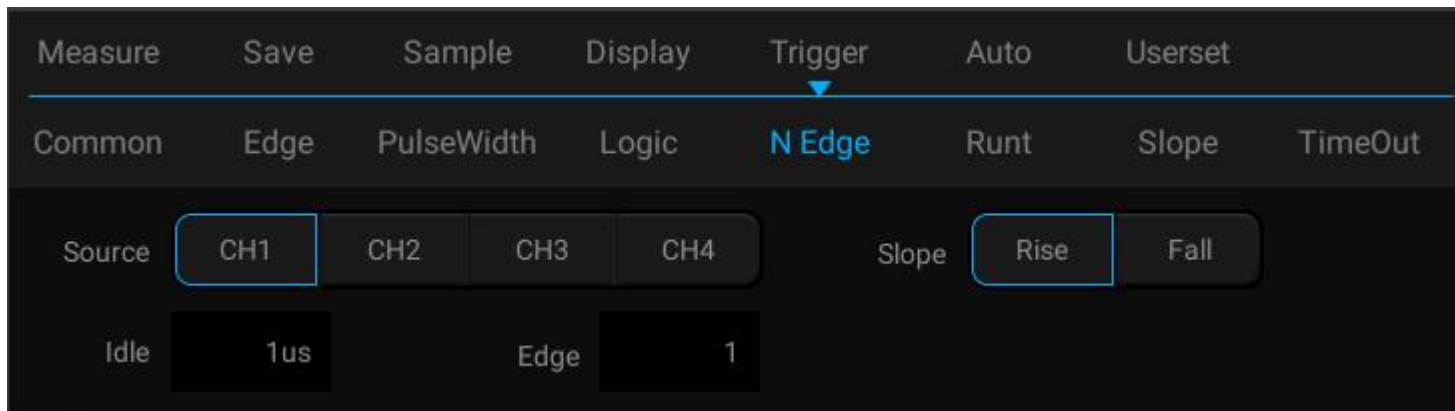 Measure Save Sample Display Trigger Auto Userset
Common Edge PulseWidth Logic N Edge Runt Slope TimeOut
Source CH1 CH2 CH3 CH4 Slope Rise Fall
Idle 1us Edge 1